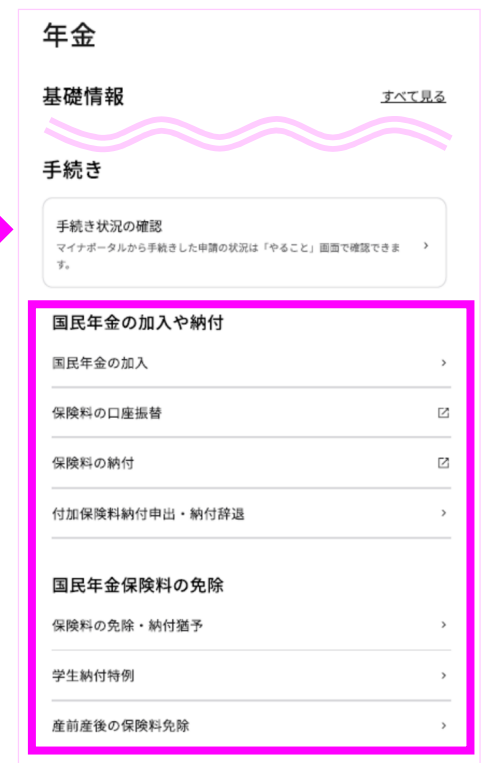 年金
基礎情報 すべて見る
手続き
手続き状況の確認
マイナポータルから手続きした申請の状況は「やること」画面で確認できま
す。
国民年金の加入や納付
国民年金の加入
保険料の口座振替
保険料の納付
付加保険料納付申出・納付辞退
国民年金保険料の免除
保険料の免除・納付猶予
学生納付特例
産前産後の保険料免除